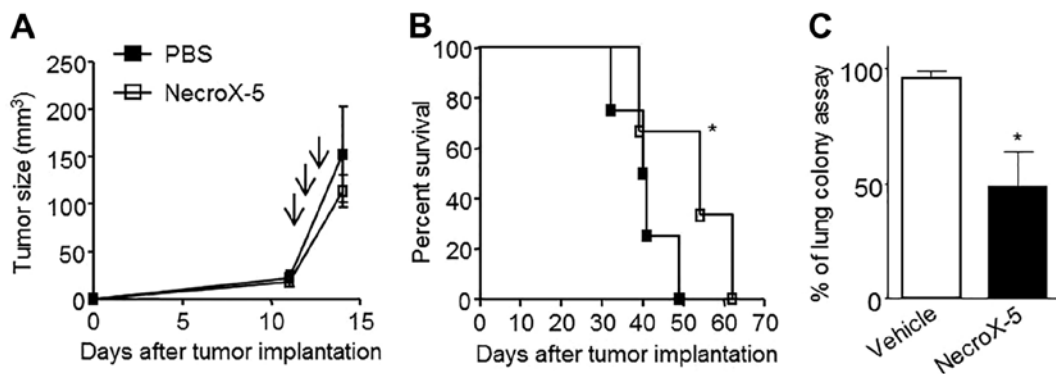 A
PBS
NecroX-5
Tumor size (mm³)
250
200
150
100
50
0
0
5
10
15
Days after tumor implantation
B
Percent survival
100
80
60
40
20
0
*
0
10
20
30
40
50
60
70
Days after tumor implantation
C
% of lung colony assay
100
50
0
*
Vehicle
NecroX-5